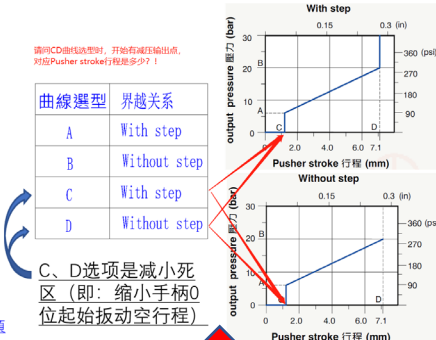 请问CD曲线选型时，开始有减压输出点，
对应Pusher stroke行程是多少？！
曲線選型 界越关系
A With step
B Without step
C With step
D Without step
C、D选项是减小死
区（即：缩小手柄0
位起始扳动空行程）
With step
0.15 0.3 (in)
output pressure 壓力 (bar)
30
20
10
0
B
A
C
D
360 (psi)
270
180
90
0 2.0 4.0 6.0 7.1
Pusher stroke 行程 (mm)
Without step
0.15 0.3 (in)
output pressure 壓力 (bar)
30
20
10
0
B
A
D
360 (psi
270
180
90
0 2.0 4.0 6.0 7.1
Pusher stroke 行程 (mm)